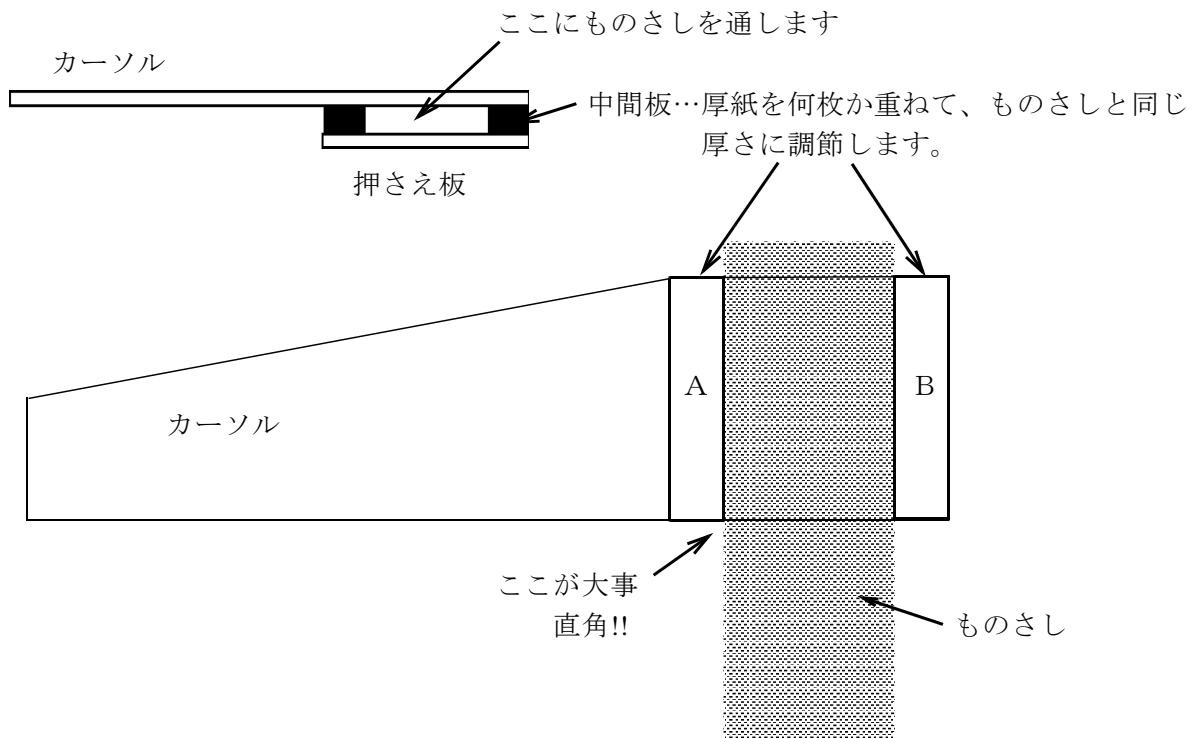 ここにものさしを通します
カーソル
中間板…厚紙を何枚か重ねて、ものさしと同じ
厚さに調節します。
押さえ板
A
B
カーソル
ここが大事
直角!!
ものさし